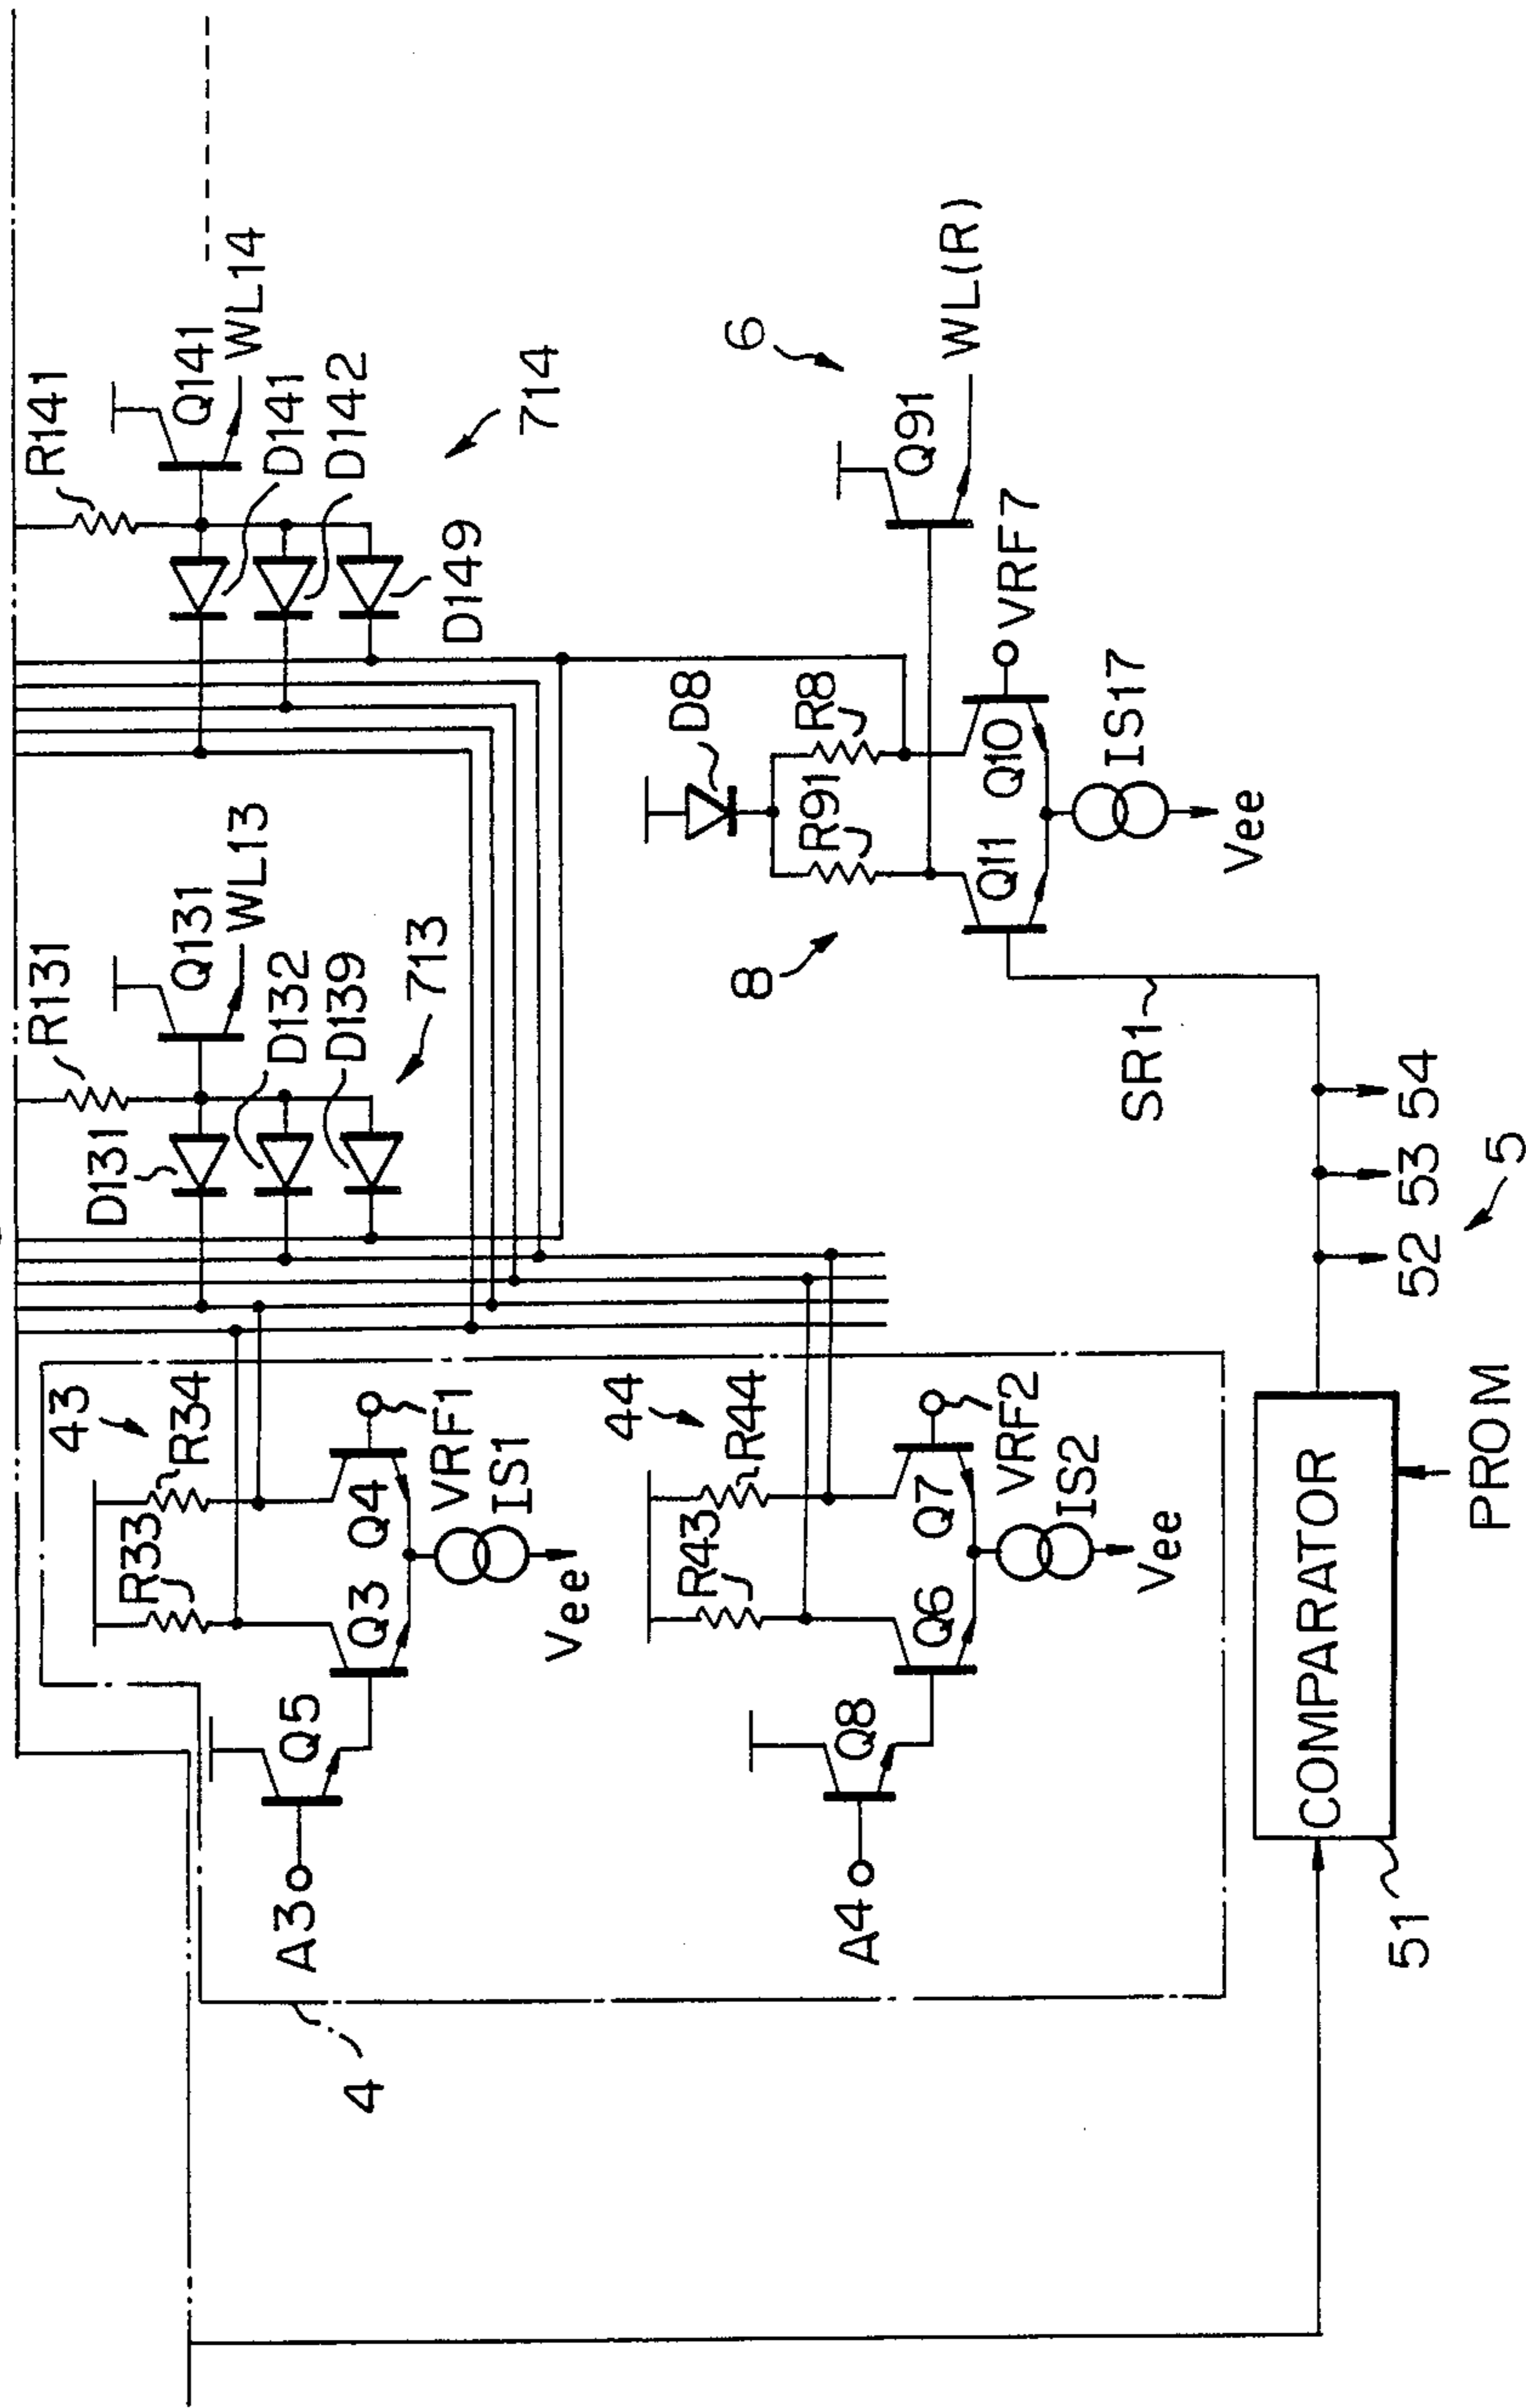 R131
Q131
WL13
D131
D132
D139
713
R141
Q141
WL14
D141
D142
D149
714
43
R33
R34
Q5
Q3
Q4
VRF1
IS1
Vee
A3
44
R43
R44
Q8
Q6
Q7
VRF2
IS2
Vee
A4
4
D8
R91
R8
8
Q11
Q10
VRF7
IS17
Vee
Q91
6
WL(R)
SR1
COMPARATOR
51
PROM
52
53
54
5